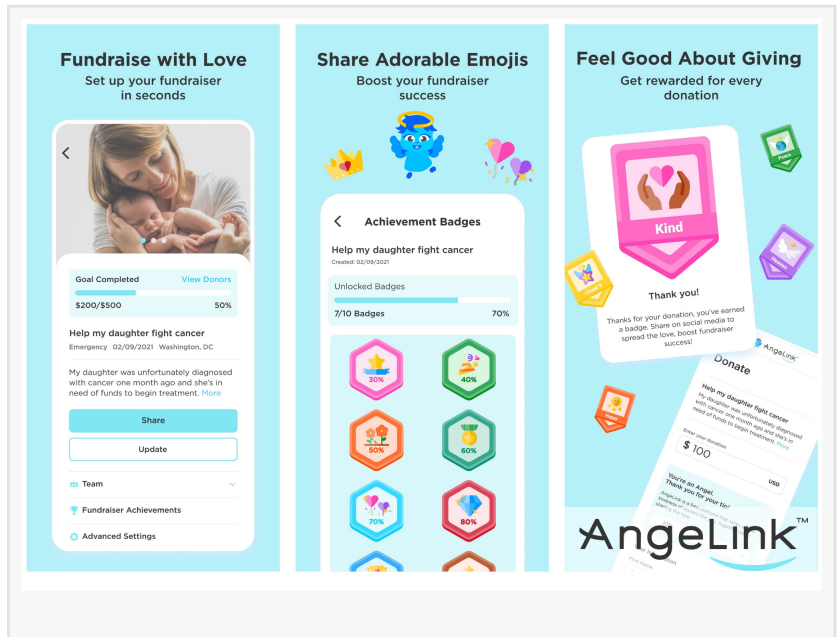 Fundraise with Love
Set up your fundraiser
in seconds
Goal Completed
View Donors
$200/$500
50%
Help my daughter fight cancer
Emergency 02/09/2021 Washington, DC
My daughter was unfortunately diagnosed
with cancer one month ago and she's in
need of funds to begin treatment. More
Share
Update
Team
Fundraiser Achievements
Advanced Settings
Share Adorable Emojis
Boost your fundraiser
success
Achievement Badges
Help my daughter fight cancer
Created: 02/09/2021
Unlocked Badges
7/10 Badges
70%
30%
40%
50%
60%
70%
80%
Feel Good About Giving
Get rewarded for every
donation
Peace
Kind
Heaven
Thank you!
Thanks for your donation, you've earned
a badge. Share on social media to
spread the love, boost fundraiser
success!
Happy
AngeLink
Donate
Help my daughter fight cancer
My daughter was unfortunately diagnosed
with cancer one month ago and she's in
need of funds to begin treatment. More
Enter your donation
$ 100
USD
You're an Angel.
Thank you for your tip!
AngeLink™
First Name